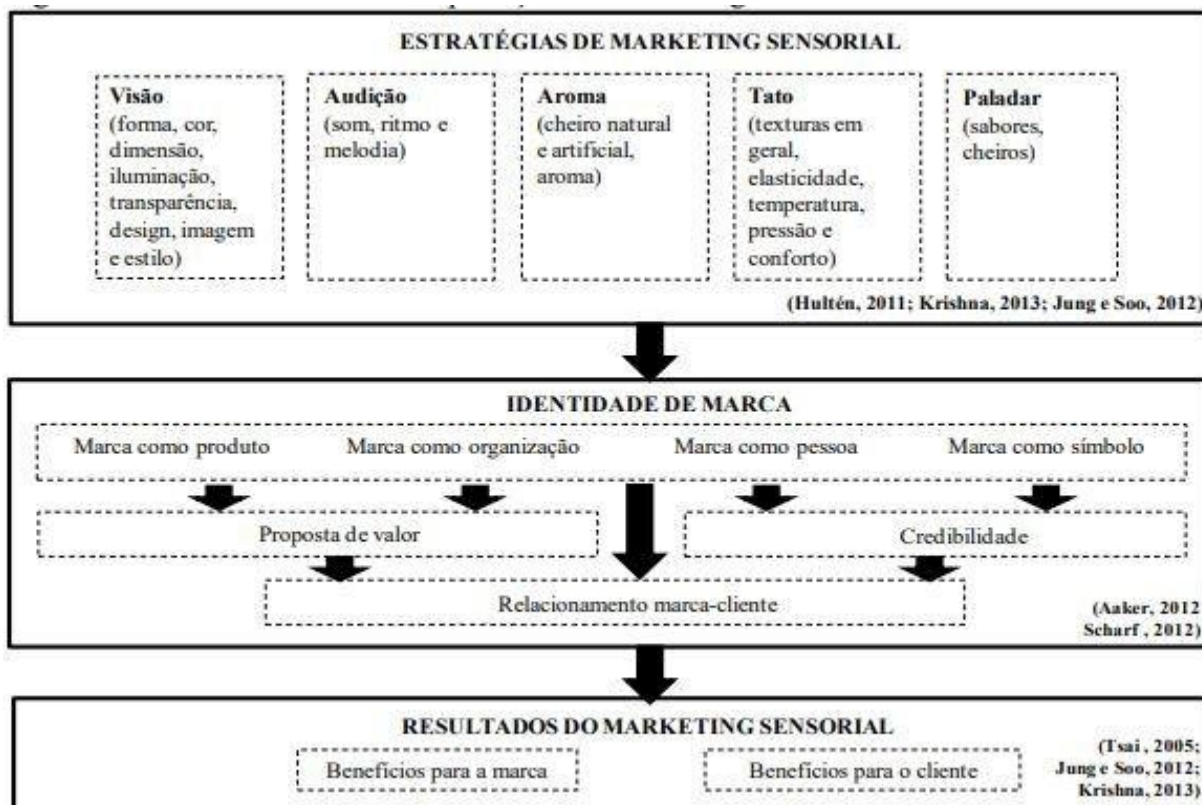 ESTRATÉGIAS DE MARKETING SENSORIAL
Visão
(forma, cor,
dimensão,
iluminação,
transparência,
design, imagem
e estilo)
Audição
(som, ritmo e
melodia)
Aroma
(cheiro natural
e artificial,
aroma)
Tato
(texturas em
geral,
elasticidade,
temperatura,
pressão e
conforto)
Paladar
(sabores,
cheiros)
(Hultén, 2011; Krishna, 2013; Jung e Soo, 2012)
IDENTIDADE DE MARCA
Marca como produto
Marca como organização
Marca como pessoa
Marca como símbolo
Proposta de valor
Credibilidade
Relacionamento marca-cliente
(Aaker, 2012
Scharf , 2012)
RESULTADOS DO MARKETING SENSORIAL
Benefícios para a marca
Benefícios para o cliente
(Tsai , 2005;
Jung e Soo, 2012;
Krishna, 2013)